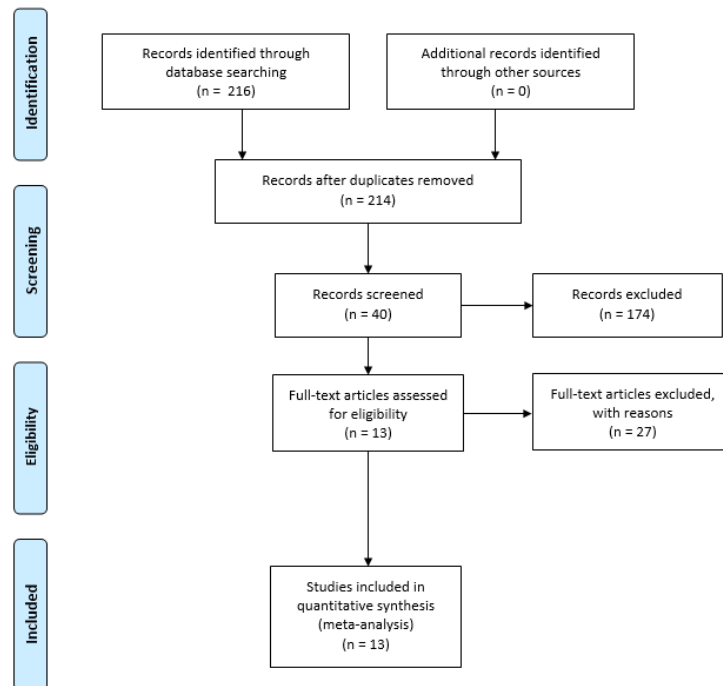 Identification
Records identified through
database searching
(n = 216)
Additional records identified
through other sources
(n = 0)
Records after duplicates removed
(n = 214)
Screening
Records screened
(n = 40)
Records excluded
(n = 174)
Eligibility
Full-text articles assessed
for eligibility
(n = 13)
Full-text articles excluded,
with reasons
(n = 27)
Included
Studies included in
quantitative synthesis
(meta-analysis)
(n = 13)